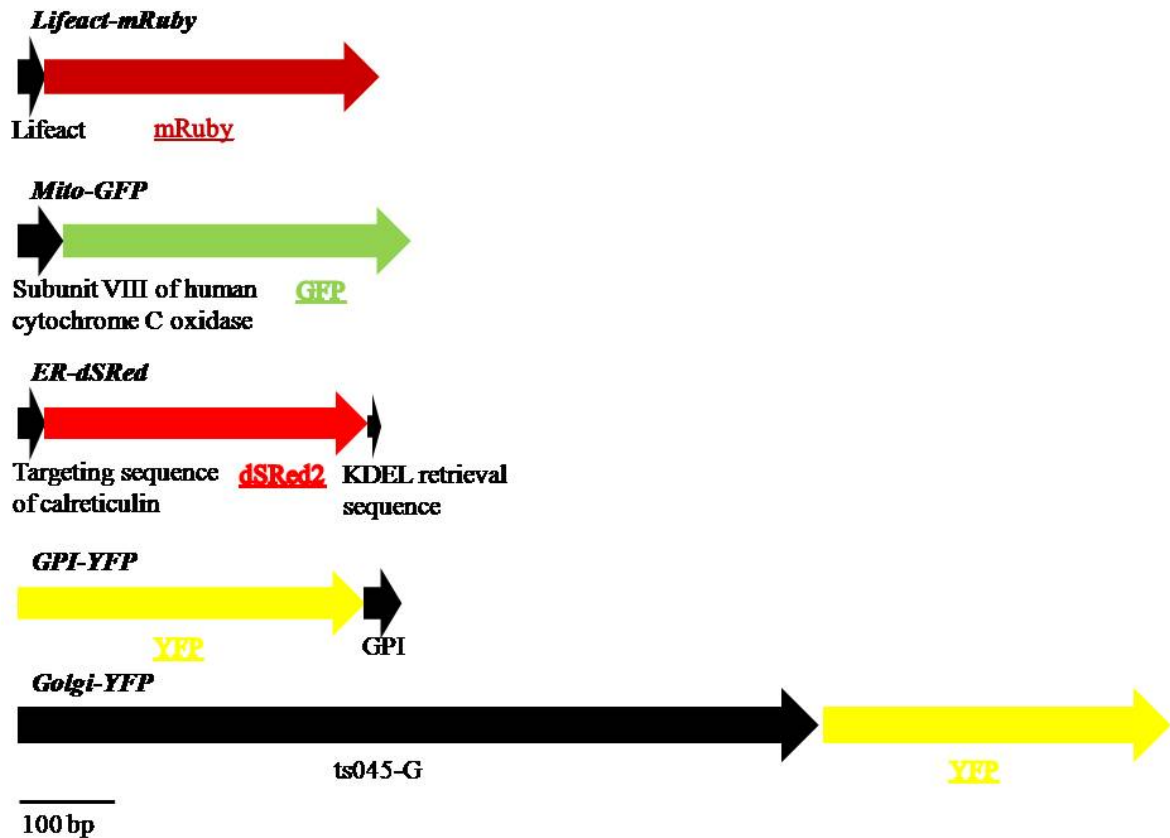 Lifeact-mRuby
Lifeact mRuby
Mito-GFP
Subunit VIII of human GFP
cytochrome C oxidase
ER-dSRed
Targeting sequence dSRed2 KDEL retrieval
of calreticulin sequence
GPI-YFP
YFP GPI
Golgi-YFP
ts045-G YFP
100 bp